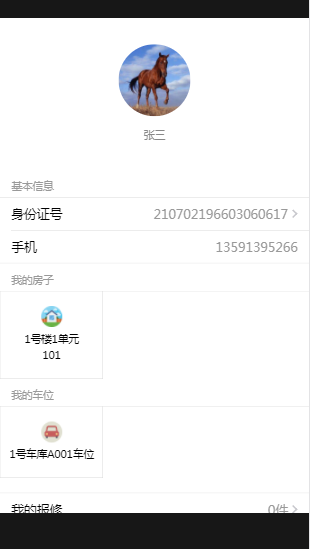 张三
基本信息
身份证号 210702196603060617
手机 13591395266
我的房子
1号楼1单元
101
我的车位
1号车库A001车位
我的报修 0件